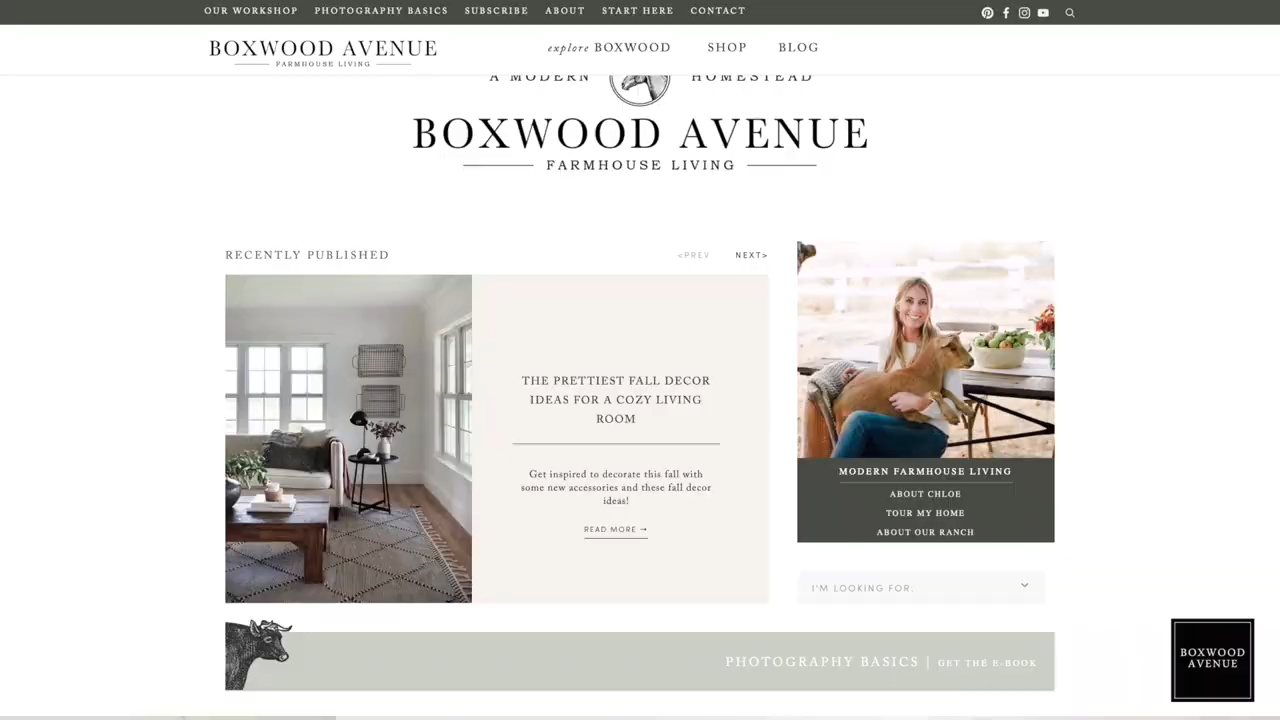 OUR WORKSHOP PHOTOGRAPHY BASICS SUBSCRIBE ABOUT START HERE CONTACT
BOXWOOD AVENUE
FARMHOUSE LIVING
explore BOXWOOD SHOP BLOG
A MODERN HOMESTEAD
BOXWOOD AVENUE
FARMHOUSE LIVING
RECENTLY PUBLISHED
<PREV NEXT>
THE PRETTIEST FALL DECOR
IDEAS FOR A COZY LIVING
ROOM
Get inspired to decorate this fall with
some new accessories and these fall decor
ideas!
READ MORE →
MODERN FARMHOUSE LIVING
ABOUT CHLOE
TOUR MY HOME
ABOUT OUR RANCH
I'M LOOKING FOR:
PHOTOGRAPHY BASICS | GET THE E-BOOK
BOXWOOD
AVENUE